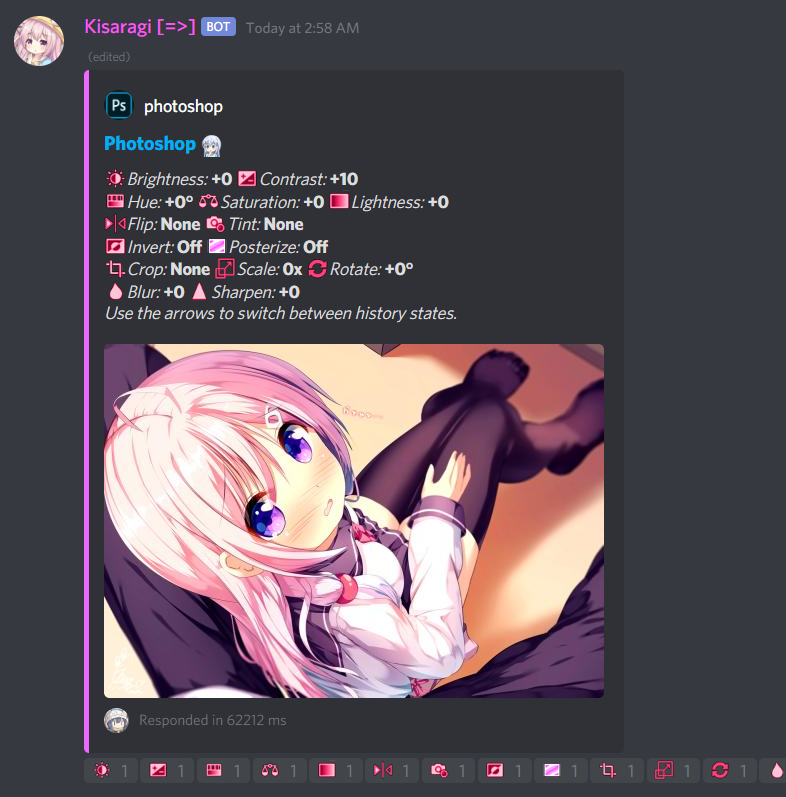 Kisaragi [=>] BOT Today at 2:58 AM
(edited)
Ps photoshop
Photoshop
Brightness: +0 Contrast: +10
Hue: +0° Saturation: +0 Lightness: +0
Flip: None Tint: None
Invert: Off Posterize: Off
Crop: None Scale: 0x Rotate: +0°
Blur: +0 Sharpen: +0
Use the arrows to switch between history states.
Responded in 62212 ms
1 1 1 1 1 1 1 1 1 1 1 1